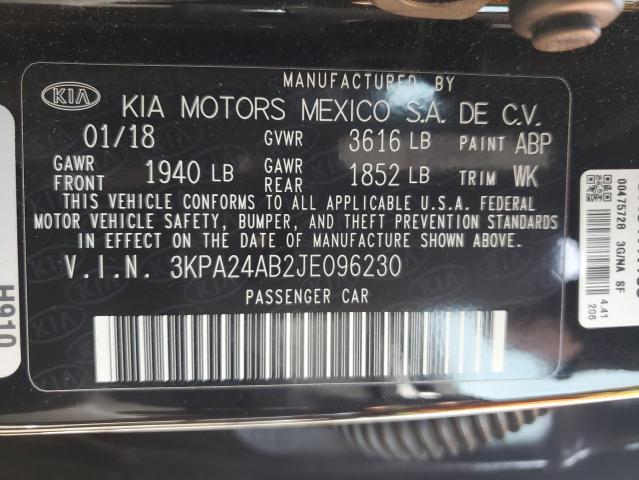 MANUFACTURED BY
KIA KIA MOTORS MEXICO S.A. DE C.V.
01/18 GVWR 3616 LB PAINT ABP
GAWR FRONT 1940 LB GAWR REAR 1852 LB TRIM WK
THIS VEHICLE CONFORMS TO ALL APPLICABLE U.S.A. FEDERAL
MOTOR VEHICLE SAFETY, BUMPER, AND THEFT PREVENTION STANDARDS
IN EFFECT ON THE DATE OF MANUFACTURE SHOWN ABOVE.
V.I.N. 3KPA24AB2JE096230
PASSENGER CAR
H910
00475728 3G/NA 8F
4.41
206